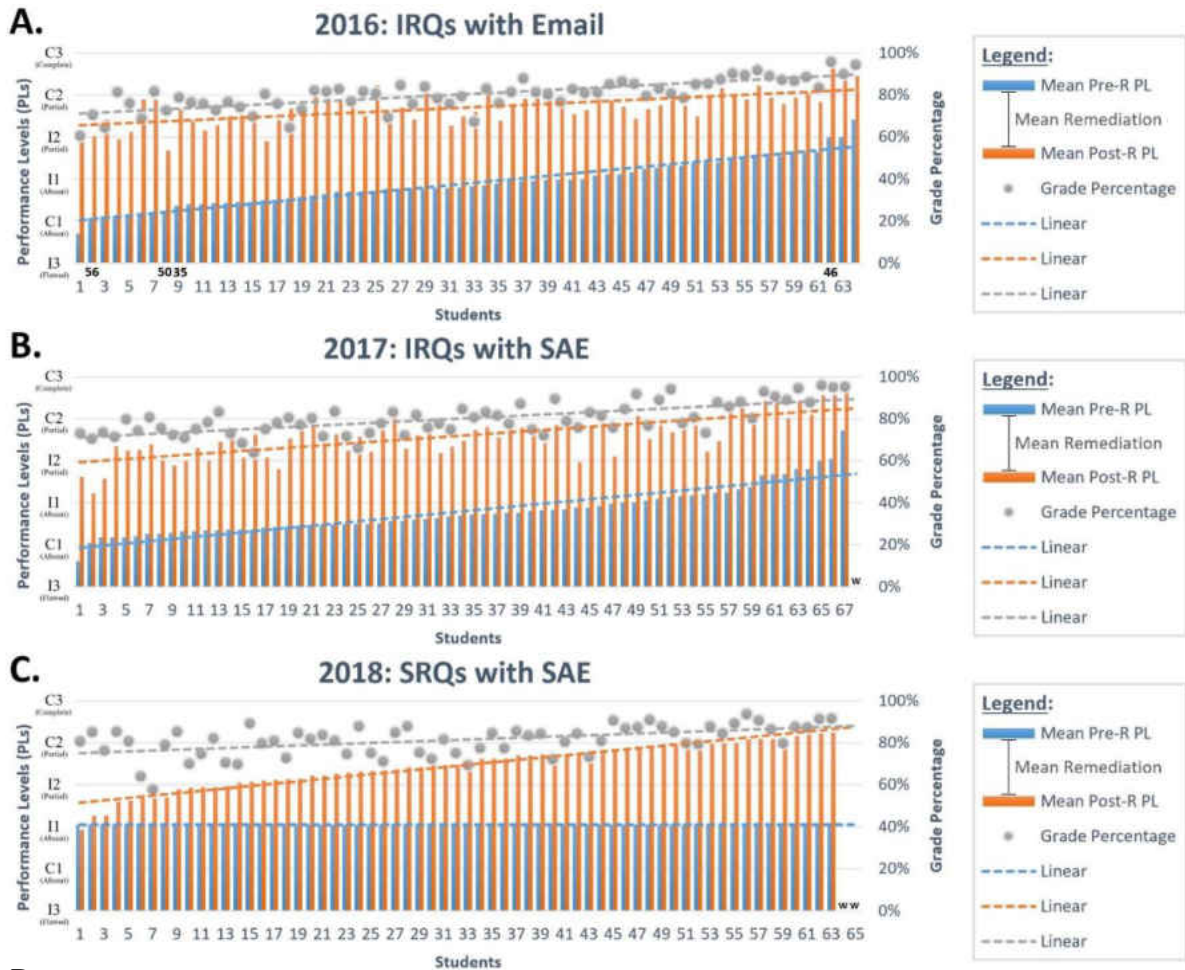 A.
2016: IRQs with Email
Performance Levels (PLs)
C3
(Complete)
C2
(Partial)
I2
(Partial)
I1
(Absent)
C1
(Absent)
I3
(Flawed)
100%
80%
60%
40%
20%
0%
Grade Percentage
56 50 35 46
1 3 5 7 9 11 13 15 17 19 21 23 25 27 29 31 33 35 37 39 41 43 45 47 49 51 53 55 57 59 61 63
Students
Legend:
Mean Pre-R PL
Mean Remediation
Mean Post-R PL
Grade Percentage
Linear
Linear
Linear
B.
2017: IRQs with SAE
Performance Levels (PLs)
C3
(Complete)
C2
(Partial)
I2
(Partial)
I1
(Absent)
C1
(Absent)
I3
(Flawed)
100%
80%
60%
40%
20%
0%
Grade Percentage
W
1 3 5 7 9 11 13 15 17 19 21 23 25 27 29 31 33 35 37 39 41 43 45 47 49 51 53 55 57 59 61 63 65 67
Students
Legend:
Mean Pre-R PL
Mean Remediation
Mean Post-R PL
Grade Percentage
Linear
Linear
Linear
C.
2018: SRQs with SAE
Performance Levels (PLs)
C3
(Complete)
C2
(Partial)
I2
(Partial)
I1
(Absent)
C1
(Absent)
I3
(Flawed)
100%
80%
60%
40%
20%
0%
Grade Percentage
W W
1 3 5 7 9 11 13 15 17 19 21 23 25 27 29 31 33 35 37 39 41 43 45 47 49 51 53 55 57 59 61 63 65
Students
Legend:
Mean Pre-R PL
Mean Remediation
Mean Post-R PL
Grade Percentage
Linear
Linear
Linear